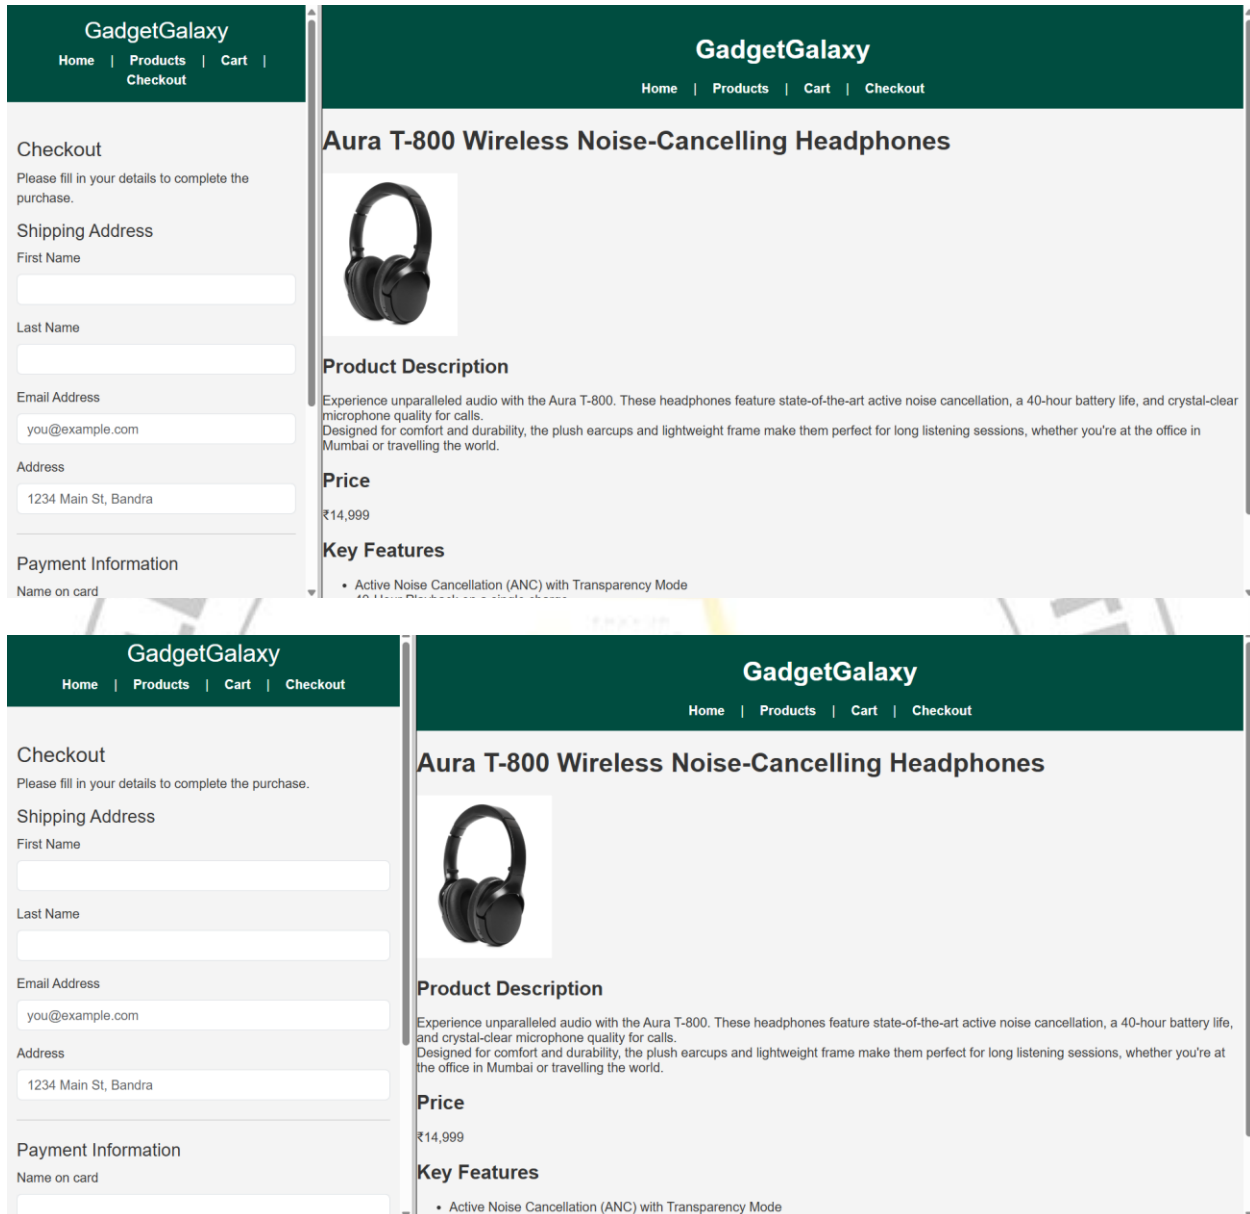 GadgetGalaxy
Home | Products | Cart |
Checkout
Checkout
Please fill in your details to complete the
purchase.
Shipping Address
First Name
Last Name
Email Address
you@example.com
Address
1234 Main St, Bandra
Payment Information
Name on card
GadgetGalaxy
Home | Products | Cart | Checkout
Aura T-800 Wireless Noise-Cancelling Headphones
Product Description
Experience unparalleled audio with the Aura T-800. These headphones feature state-of-the-art active noise cancellation, a 40-hour battery life, and crystal-clear
microphone quality for calls.
Designed for comfort and durability, the plush earcups and lightweight frame make them perfect for long listening sessions, whether you're at the office in
Mumbai or travelling the world.
Price
₹14,999
Key Features
• Active Noise Cancellation (ANC) with Transparency Mode
• 40-Hour Playback on a single charge
GadgetGalaxy
Home | Products | Cart | Checkout
Checkout
Please fill in your details to complete the purchase.
Shipping Address
First Name
Last Name
Email Address
you@example.com
Address
1234 Main St, Bandra
Payment Information
Name on card
GadgetGalaxy
Home | Products | Cart | Checkout
Aura T-800 Wireless Noise-Cancelling Headphones
Product Description
Experience unparalleled audio with the Aura T-800. These headphones feature state-of-the-art active noise cancellation, a 40-hour battery life,
and crystal-clear microphone quality for calls.
Designed for comfort and durability, the plush earcups and lightweight frame make them perfect for long listening sessions, whether you're at
the office in Mumbai or travelling the world.
Price
₹14,999
Key Features
• Active Noise Cancellation (ANC) with Transparency Mode